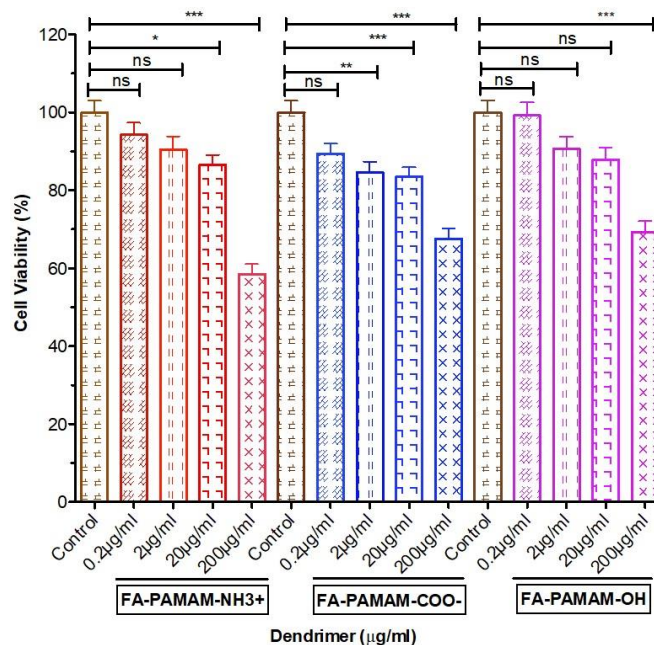 *** *** ***
* *** ns
ns ** ns
ns ns ns
120
100
80
60
40
20
0
Cell Viability (%)
Control 0.2µg/ml 2µg/ml 20µg/ml 200µg/ml Control 0.2µg/ml 2µg/ml 20µg/ml 200µg/ml Control 0.2µg/ml 2µg/ml 20µg/ml 200µg/ml
FA-PAMAM-NH3+ FA-PAMAM-COO- FA-PAMAM-OH
Dendrimer (µg/ml)